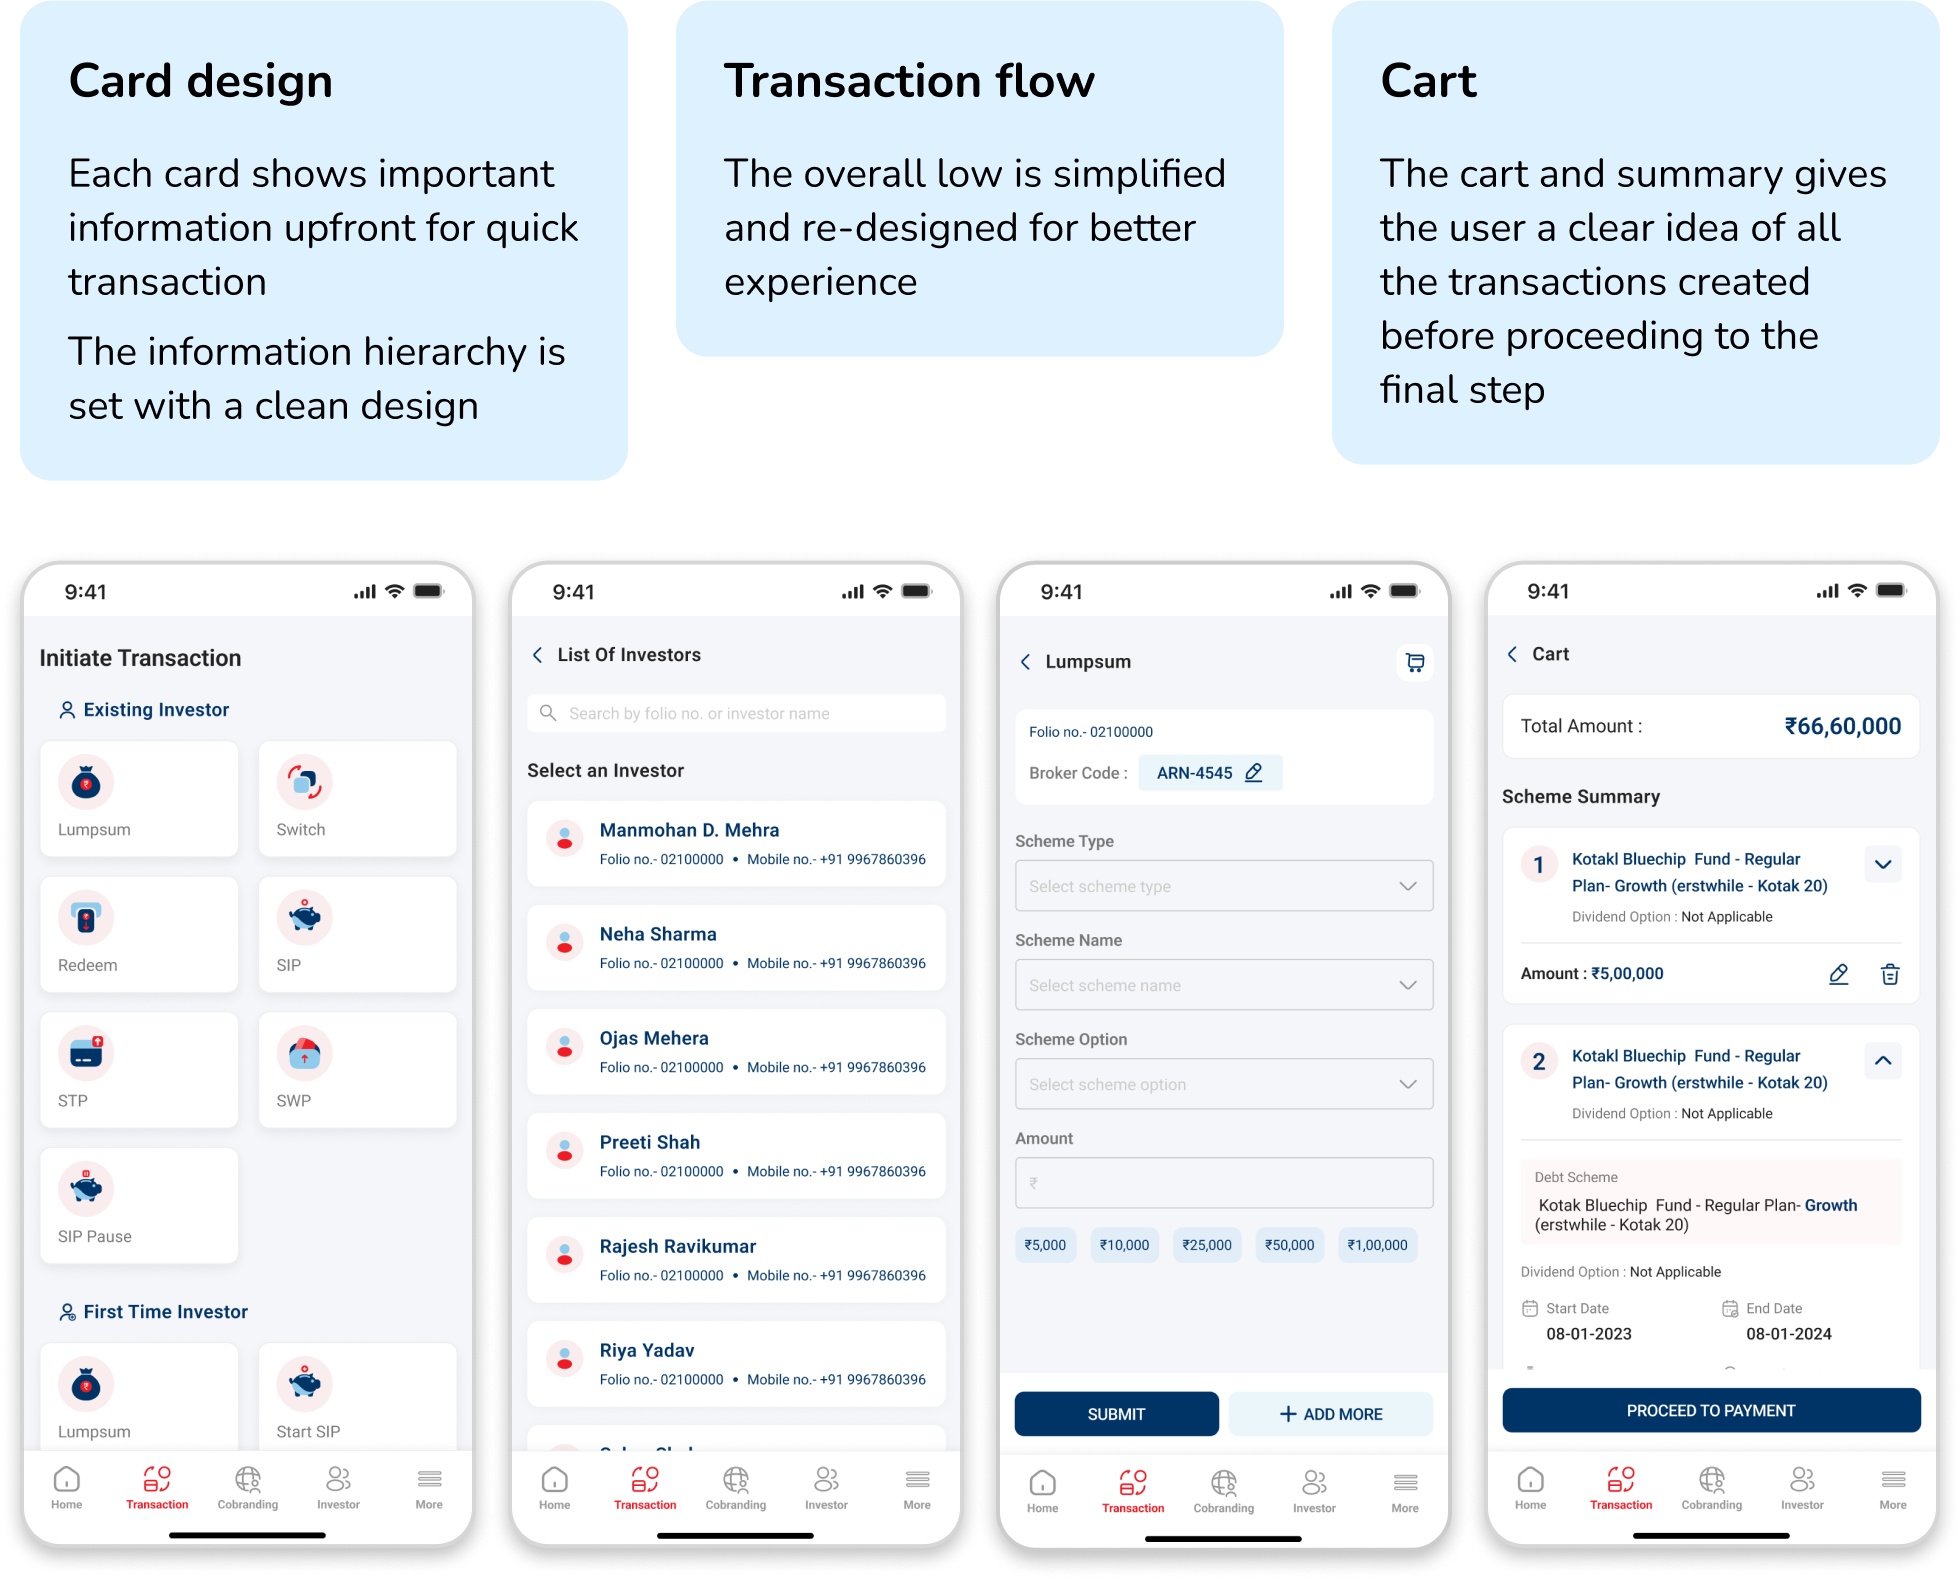 Card design
Each card shows important
information upfront for quick
transaction
The information hierarchy is
set with a clean design
Transaction flow
The overall low is simplified
and re-designed for better
experience
Cart
The cart and summary gives
the user a clear idea of all
the transactions created
before proceeding to the
final step
9:41
Initiate Transaction
Existing Investor
Lumpsum
Switch
Redeem
SIP
STP
SWP
SIP Pause
First Time Investor
Lumpsum
Start SIP
Home
Transaction
Cobranding
Investor
More
9:41
List Of Investors
Search by folio no. or investor name
Select an Investor
Manmohan D. Mehra
Folio no.- 02100000 • Mobile no.- +91 9967860396
Neha Sharma
Folio no.- 02100000 • Mobile no.- +91 9967860396
Ojas Mehera
Folio no.- 02100000 • Mobile no.- +91 9967860396
Preeti Shah
Folio no.- 02100000 • Mobile no.- +91 9967860396
Rajesh Ravikumar
Folio no.- 02100000 • Mobile no.- +91 9967860396
Riya Yadav
Folio no.- 02100000 • Mobile no.- +91 9967860396
Home
Transaction
Cobranding
Investor
More
9:41
Lumpsum
Folio no.- 02100000
Broker Code : ARN-4545
Scheme Type
Select scheme type
Scheme Name
Select scheme name
Scheme Option
Select scheme option
Amount
₹
₹5,000 ₹10,000 ₹25,000 ₹50,000 ₹1,00,000
SUBMIT
+ ADD MORE
Home
Transaction
Cobranding
Investor
More
9:41
Cart
Total Amount : ₹66,60,000
Scheme Summary
1
Kotakl Bluechip Fund - Regular
Plan- Growth (erstwhile - Kotak 20)
Dividend Option : Not Applicable
Amount : ₹5,00,000
2
Kotakl Bluechip Fund - Regular
Plan- Growth (erstwhile - Kotak 20)
Dividend Option : Not Applicable
Debt Scheme
Kotak Bluechip Fund - Regular Plan- Growth
(erstwhile - Kotak 20)
Dividend Option : Not Applicable
Start Date
08-01-2023
End Date
08-01-2024
PROCEED TO PAYMENT
Home
Transaction
Cobranding
Investor
More